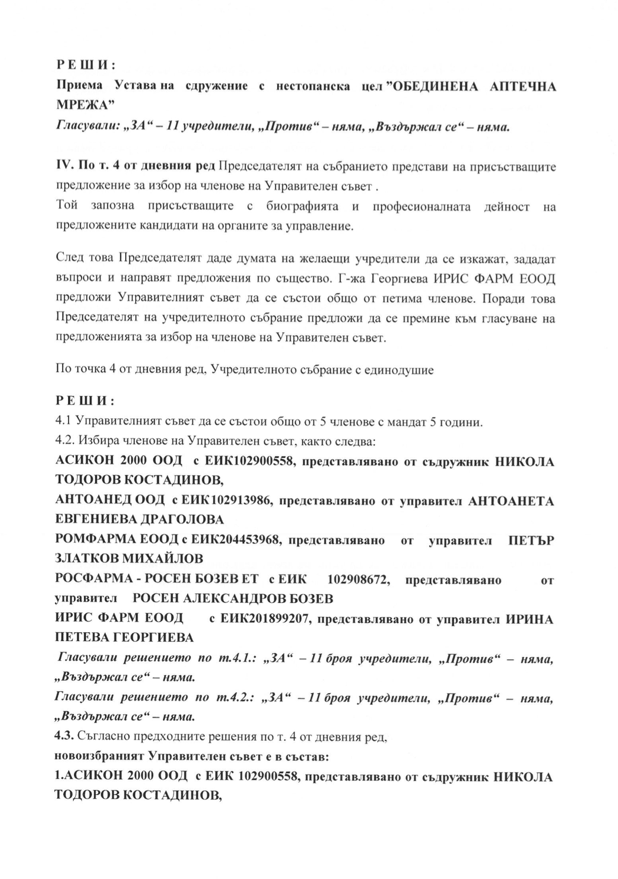 Р Е Ш И :
Приема Устава на сдружение с нестопанска цел ”ОБЕДИНЕНА АПТЕЧНА
МРЕЖА”
Гласували: „ЗА“ – 11 учредители, „Против“ – няма, „Въздържал се“ – няма.
IV. По т. 4 от дневния ред Председателят на събранието представи на присъстващите
предложение за избор на членове на Управителен съвет .
Той запозна присъстващите с биографията и професионалната дейност на
предложените кандидати на органите за управление.
След това Председателят даде думата на желаещи учредители да се изкажат, зададат
въпроси и направят предложения по същество. Г-жа Георгиева ИРИС ФАРМ ЕООД
предложи Управителният съвет да се състои общо от петима членове. Поради това
Председателят на учредителното събрание предложи да се премине към гласуване на
предложенията за избор на членове на Управителен съвет.
По точка 4 от дневния ред, Учредителното събрание с единодушие
Р Е Ш И :
4.1 Управителният съвет да се състои общо от 5 членове с мандат 5 години.
4.2. Избира членове на Управителен съвет, както следва:
АСИКОН 2000 ООД с ЕИК102900558, представлявано от съдружник НИКОЛА
ТОДОРОВ КОСТАДИНОВ,
АНТОАНЕД ООД с ЕИК102913986, представлявано от управител АНТОАНЕТА
ЕВГЕНИЕВА ДРАГОЛОВА
РОМФАРМА ЕООД с ЕИК204453968, представлявано от управител ПЕТЪР
ЗЛАТКОВ МИХАЙЛОВ
РОСФАРМА - РОСЕН БОЗЕВ ЕТ с ЕИК 102908672, представлявано от
управител РОСЕН АЛЕКСАНДРОВ БОЗЕВ
ИРИС ФАРМ ЕООД с ЕИК201899207, представлявано от управител ИРИНА
ПЕТЕВА ГЕОРГИЕВА
Гласували решението по т.4.1.: „ЗА“ – 11 броя учредители, „Против“ – няма,
„Въздържал се“ – няма.
Гласували решението по т.4.2.: „ЗА“ – 11 броя учредители, „Против“ – няма,
„Въздържал се“ – няма.
4.3. Съгласно предходните решения по т. 4 от дневния ред,
новоизбраният Управителен съвет е в състав:
1.АСИКОН 2000 ООД с ЕИК 102900558, представлявано от съдружник НИКОЛА
ТОДОРОВ КОСТАДИНОВ,